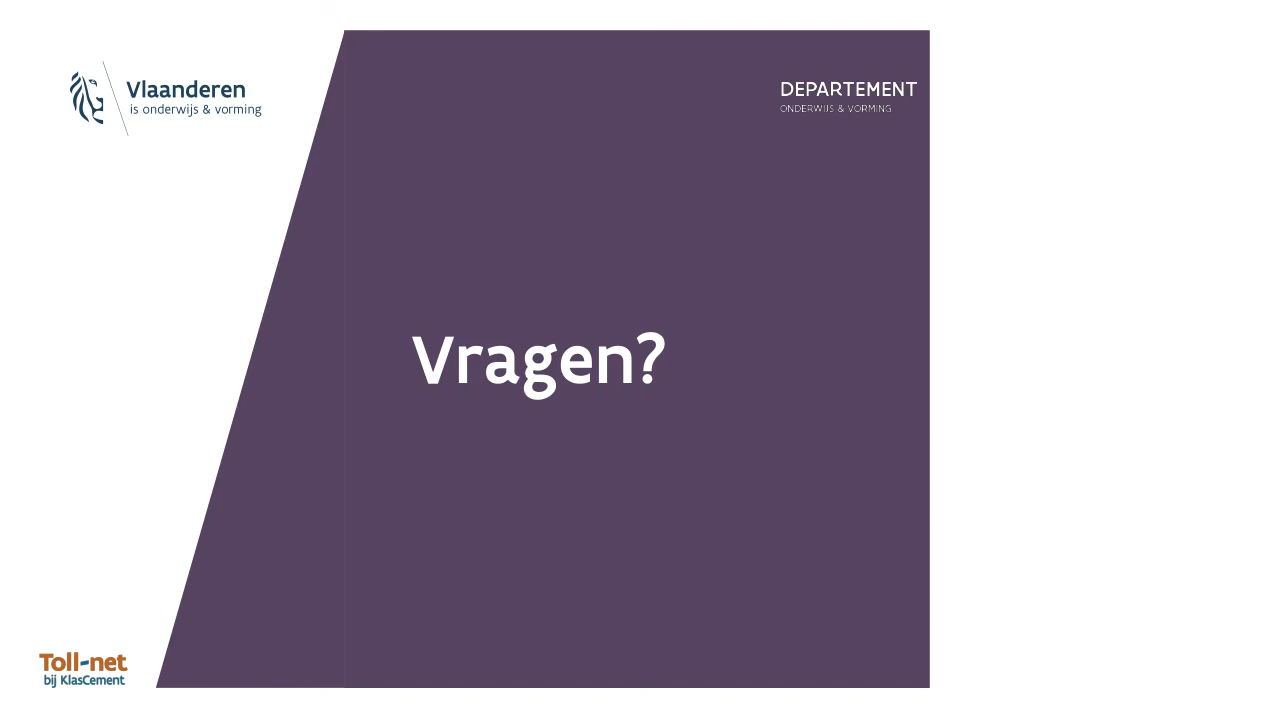 Vlaanderen
is onderwijs & vorming
DEPARTEMENT
ONDERWIJS & VORMING
Vragen?
Toll-net
bij KlasCement